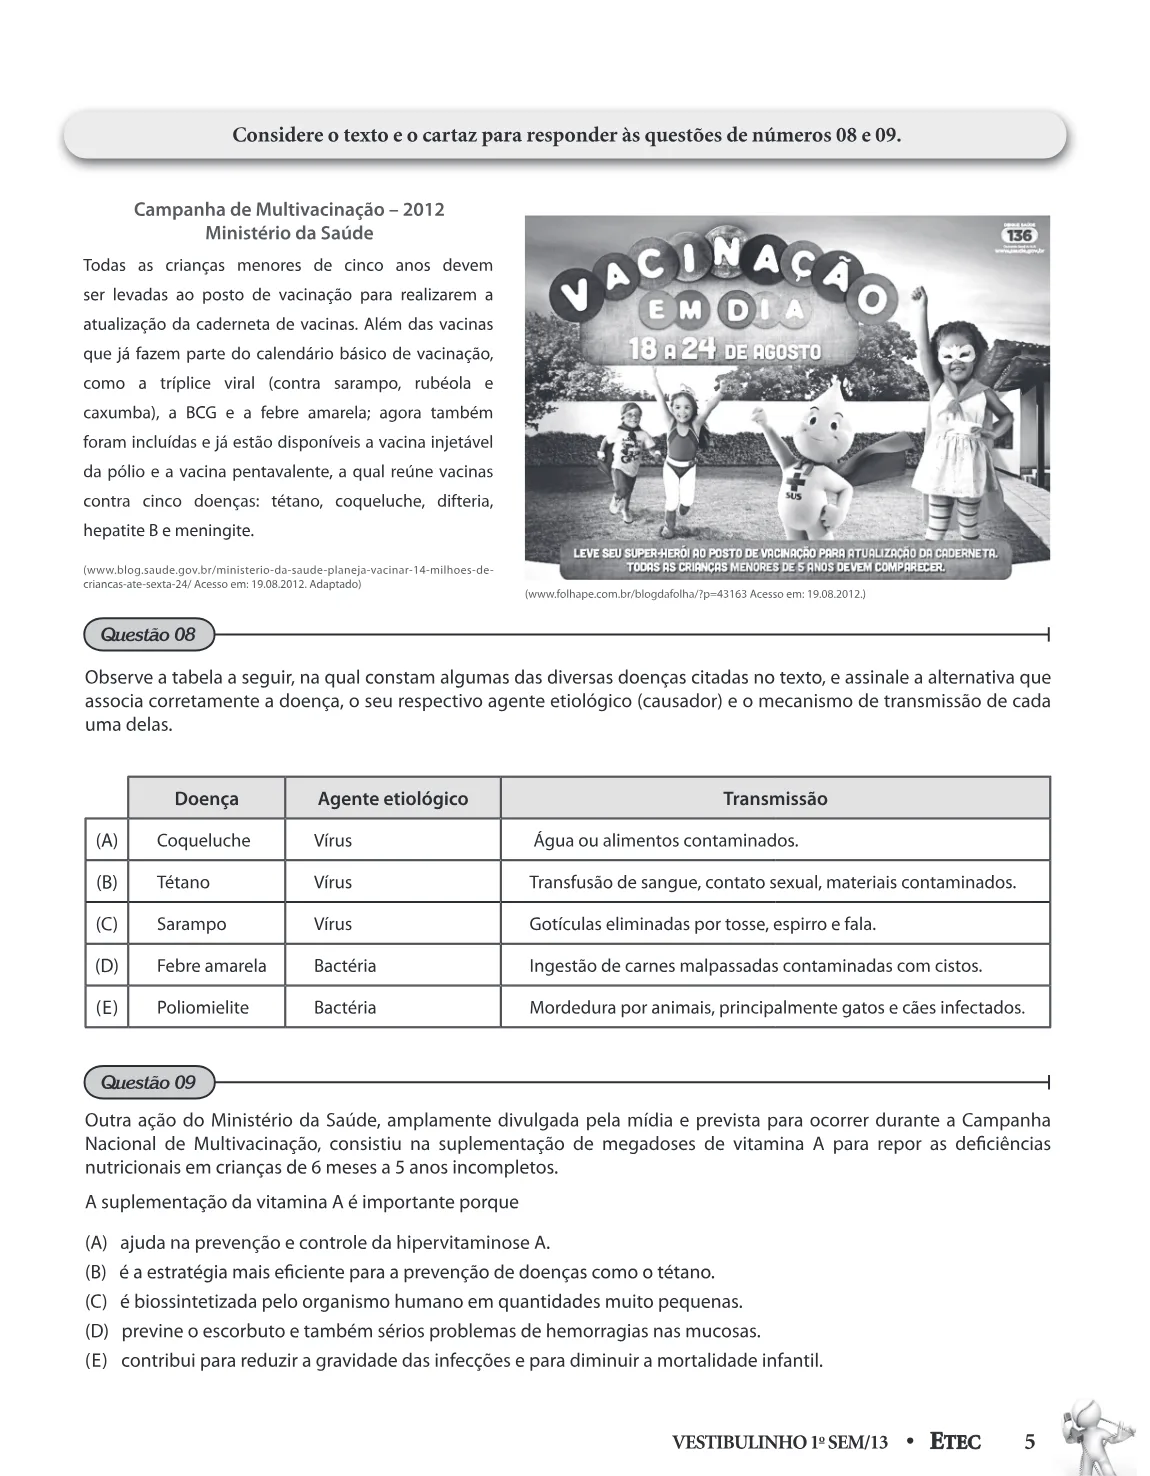 Considere o texto e o cartaz para responder às questões de números 08 e 09.
Campanha de Multivacinação – 2012
Ministério da Saúde
Todas as crianças menores de cinco anos devem
ser levadas ao posto de vacinação para realizarem a
atualização da caderneta de vacinas. Além das vacinas
que já fazem parte do calendário básico de vacinação,
como a tríplice viral (contra sarampo, rubéola e
caxumba), a BCG e a febre amarela; agora também
foram incluídas e já estão disponíveis a vacina injetável
da pólio e a vacina pentavalente, a qual reúne vacinas
contra cinco doenças: tétano, coqueluche, difteria,
hepatite B e meningite.
(www.blog.saude.gov.br/ministerio-da-saude-planeja-vacinar-14-milhoes-de-
criancas-ate-sexta-24/ Acesso em: 19.08.2012. Adaptado)
136
VACINAÇÃO
EM DIA
18 A 24 DE AGOSTO
SUS
LEVE SEU SUPER-HERÓI AO POSTO DE VACINAÇÃO PARA ATUALIZAÇÃO DA CADERNETA.
TODAS AS CRIANÇAS MENORES DE 5 ANOS DEVEM COMPARECER.
(www.folhape.com.br/blogdafolha/?p=43163 Acesso em: 19.08.2012.)
Questão 08
Observe a tabela a seguir, na qual constam algumas das diversas doenças citadas no texto, e assinale a alternativa que
associa corretamente a doença, o seu respectivo agente etiológico (causador) e o mecanismo de transmissão de cada
uma delas.
Doença Agente etiológico Transmissão
(A) Coqueluche Vírus Água ou alimentos contaminados.
(B) Tétano Vírus Transfusão de sangue, contato sexual, materiais contaminados.
(C) Sarampo Vírus Gotículas eliminadas por tosse, espirro e fala.
(D) Febre amarela Bactéria Ingestão de carnes malpassadas contaminadas com cistos.
(E) Poliomielite Bactéria Mordedura por animais, principalmente gatos e cães infectados.
Questão 09
Outra ação do Ministério da Saúde, amplamente divulgada pela mídia e prevista para ocorrer durante a Campanha
Nacional de Multivacinação, consistiu na suplementação de megadoses de vitamina A para repor as deficiências
nutricionais em crianças de 6 meses a 5 anos incompletos.
A suplementação da vitamina A é importante porque
(A) ajuda na prevenção e controle da hipervitaminose A.
(B) é a estratégia mais eficiente para a prevenção de doenças como o tétano.
(C) é biossintetizada pelo organismo humano em quantidades muito pequenas.
(D) previne o escorbuto e também sérios problemas de hemorragias nas mucosas.
(E) contribui para reduzir a gravidade das infecções e para diminuir a mortalidade infantil.
VESTIBULINHO 1º SEM/13 • ETEC 5